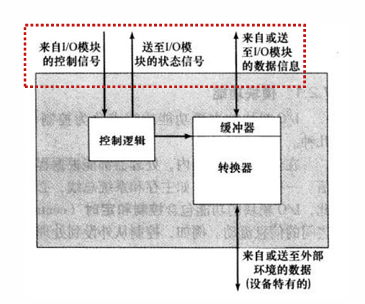 来自I/O模块
的控制信号
送至I/O模
块的状态信号
来自或送
至I/O模块
的数据信息
控制逻辑
缓冲器
转换器
来自或送至外部
环境的数据
(设备特有的)